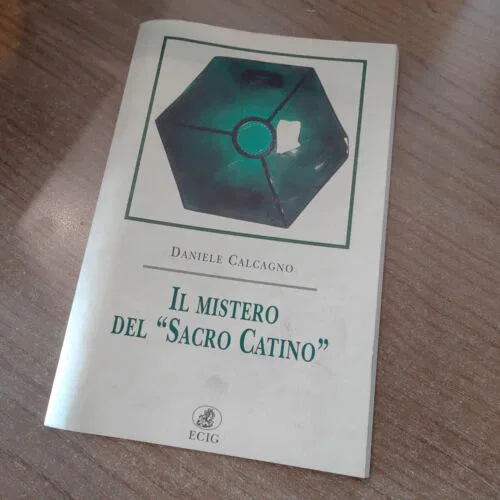 DANIELE CALCAGNO
IL MISTERO
DEL “SACRO CATINO”
ECIG